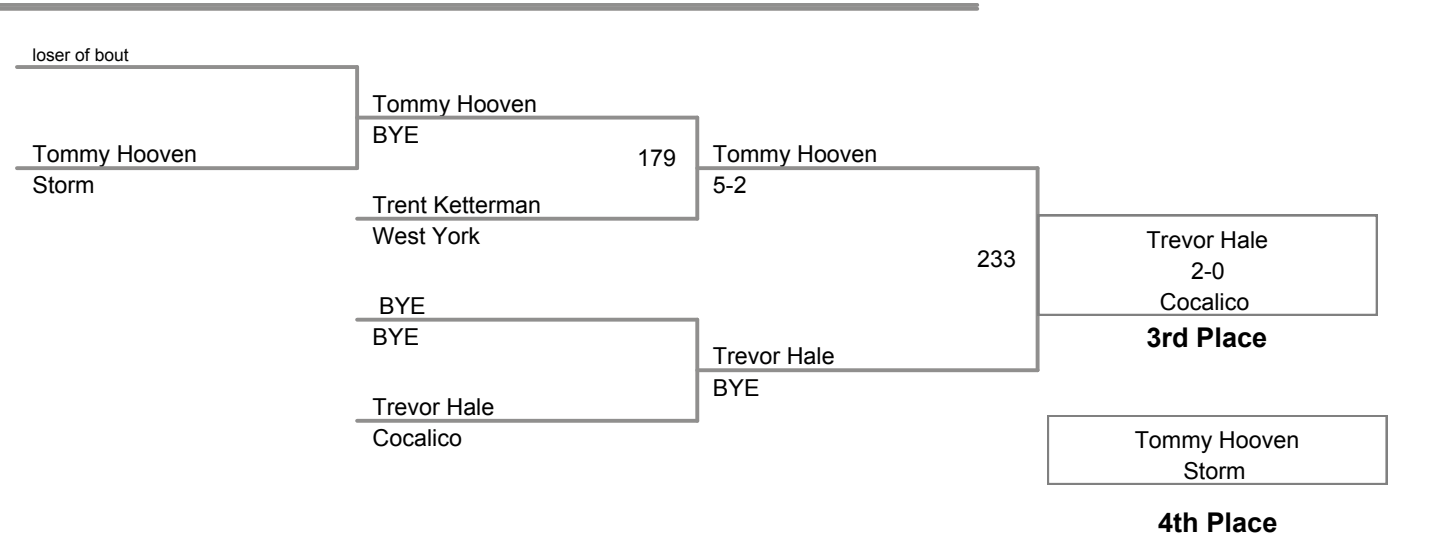 loser of bout
Tommy Hooven
Storm
Tommy Hooven
BYE
179
Trent Ketterman
West York
BYE
BYE
Trevor Hale
Cocalico
Tommy Hooven
5-2
233
Trevor Hale
BYE
Trevor Hale
2-0
Cocalico
3rd Place
Tommy Hooven
Storm
4th Place